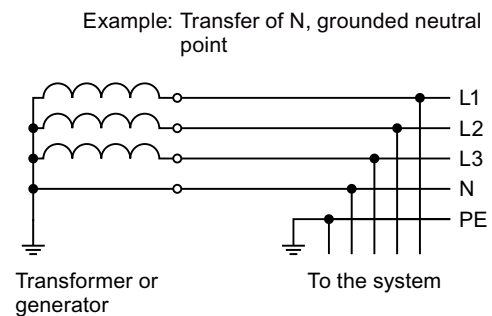 Example: Transfer of N, grounded neutral
point
L1
L2
L3
N
PE
Transformer or
generator
To the system